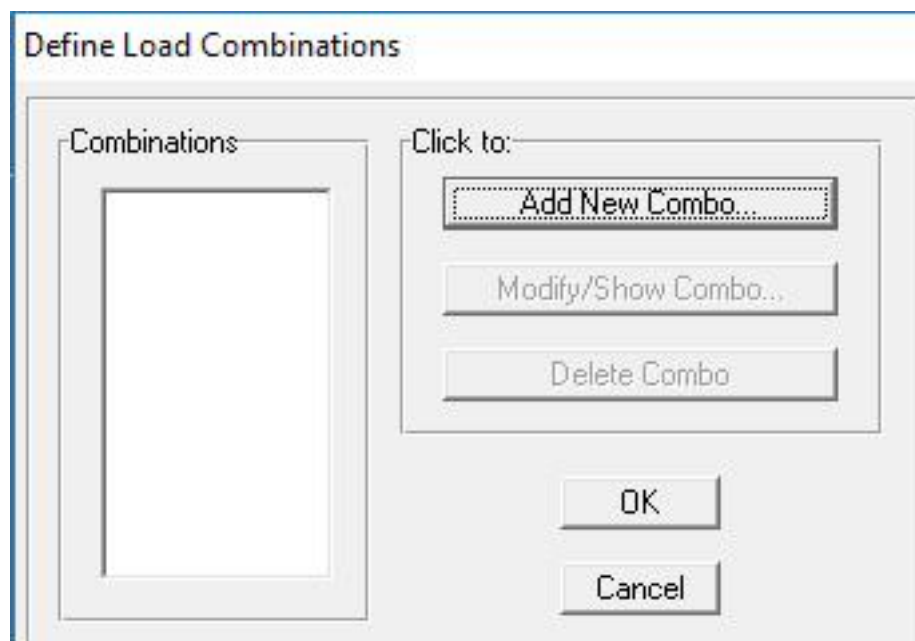 Define Load Combinations
Combinations
Click to:
Add New Combo...
Modify/Show Combo...
Delete Combo
OK
Cancel